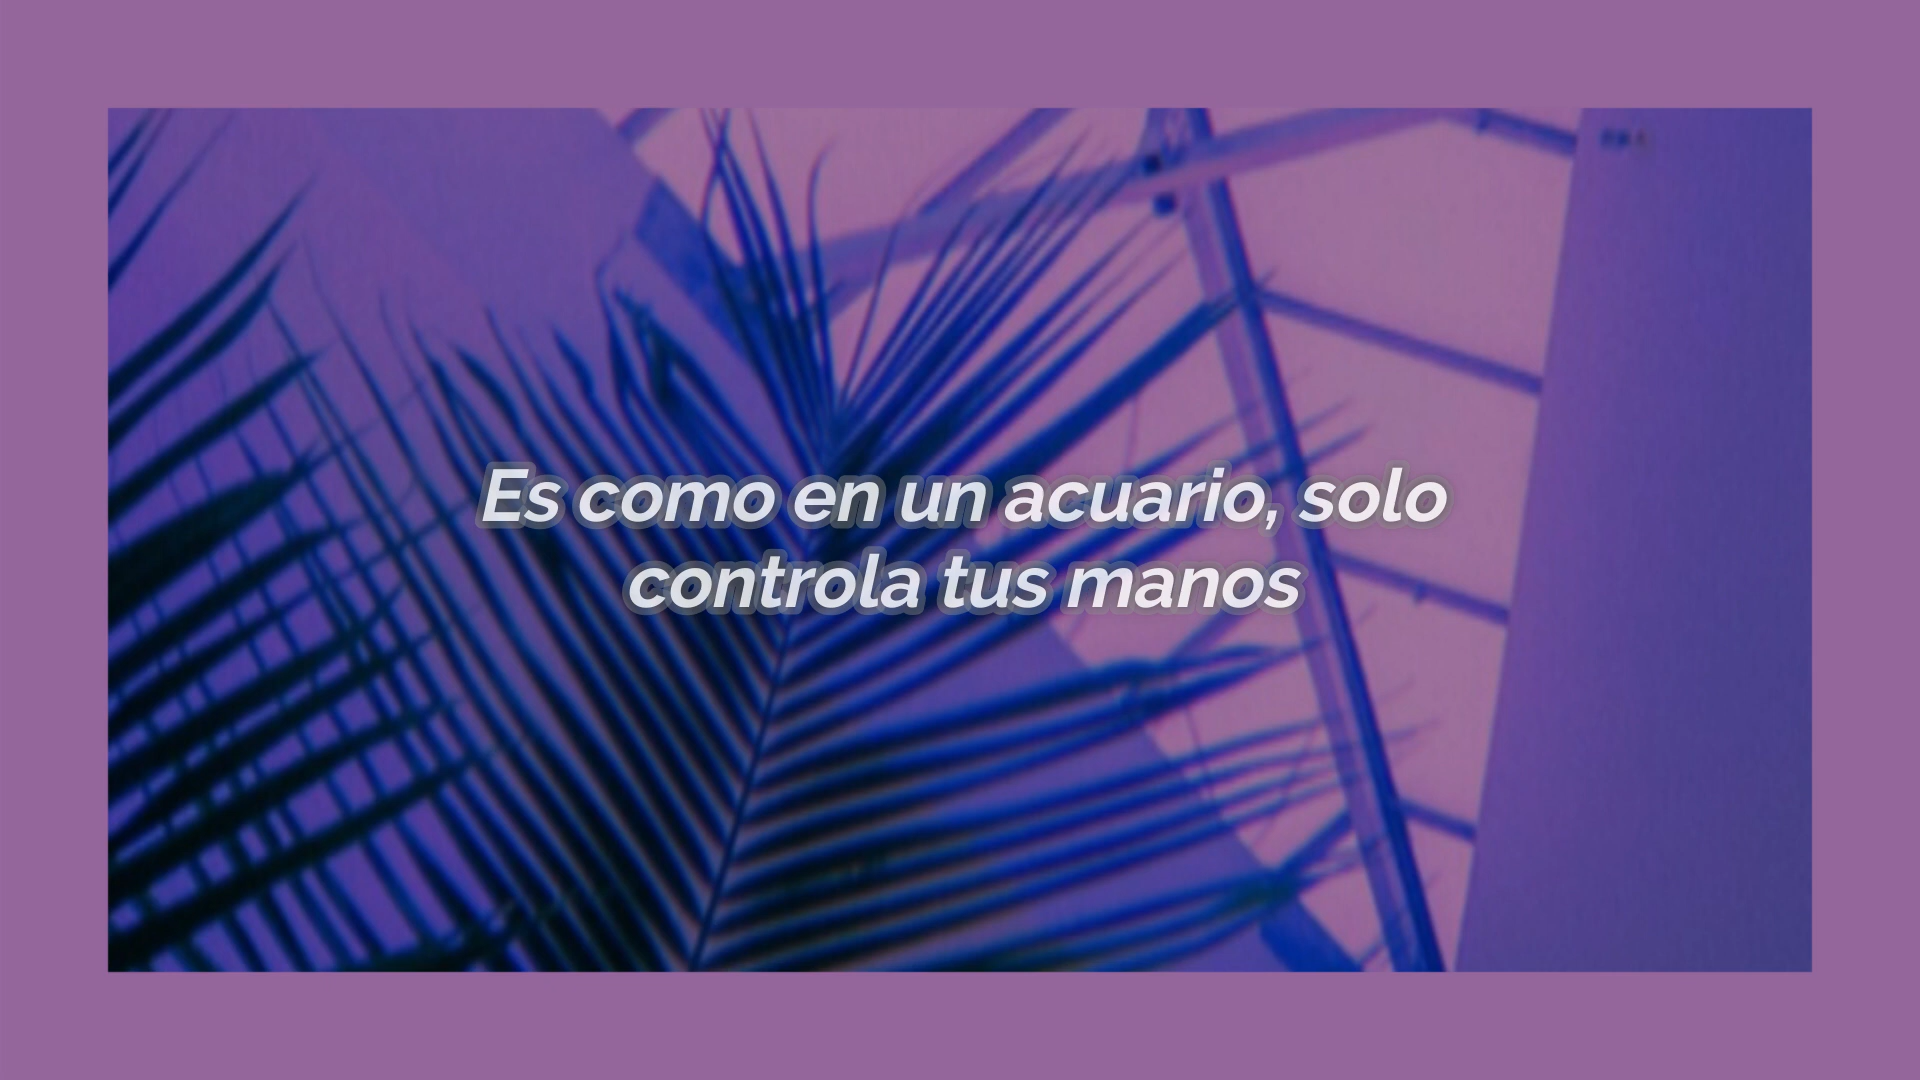 Es como en un acuario, solo
controla tus manos